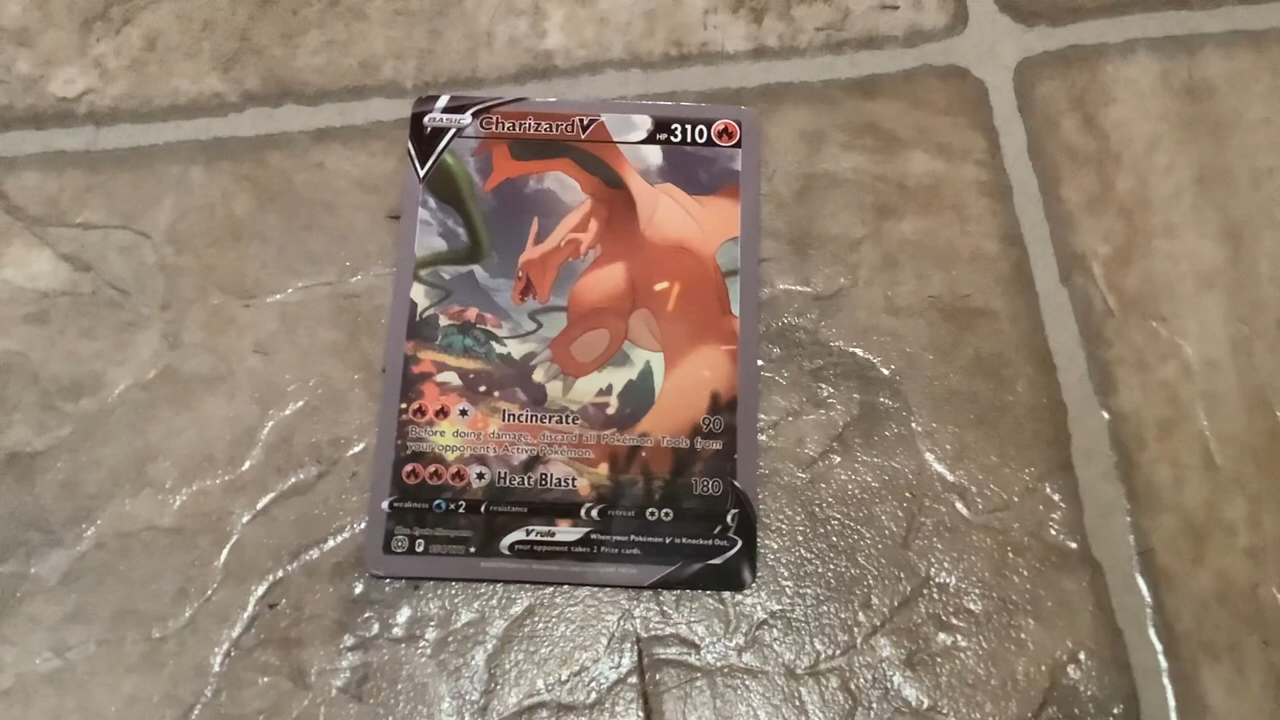 BASIC Charizard V HP 310
Incinerate 90
Before doing damage, discard all Pokémon Tools from
your opponent's Active Pokémon.
Heat Blast 180
weakness ×2 resistance retreat
V rule When your Pokémon V is Knocked Out,
your opponent takes 2 Prize cards.